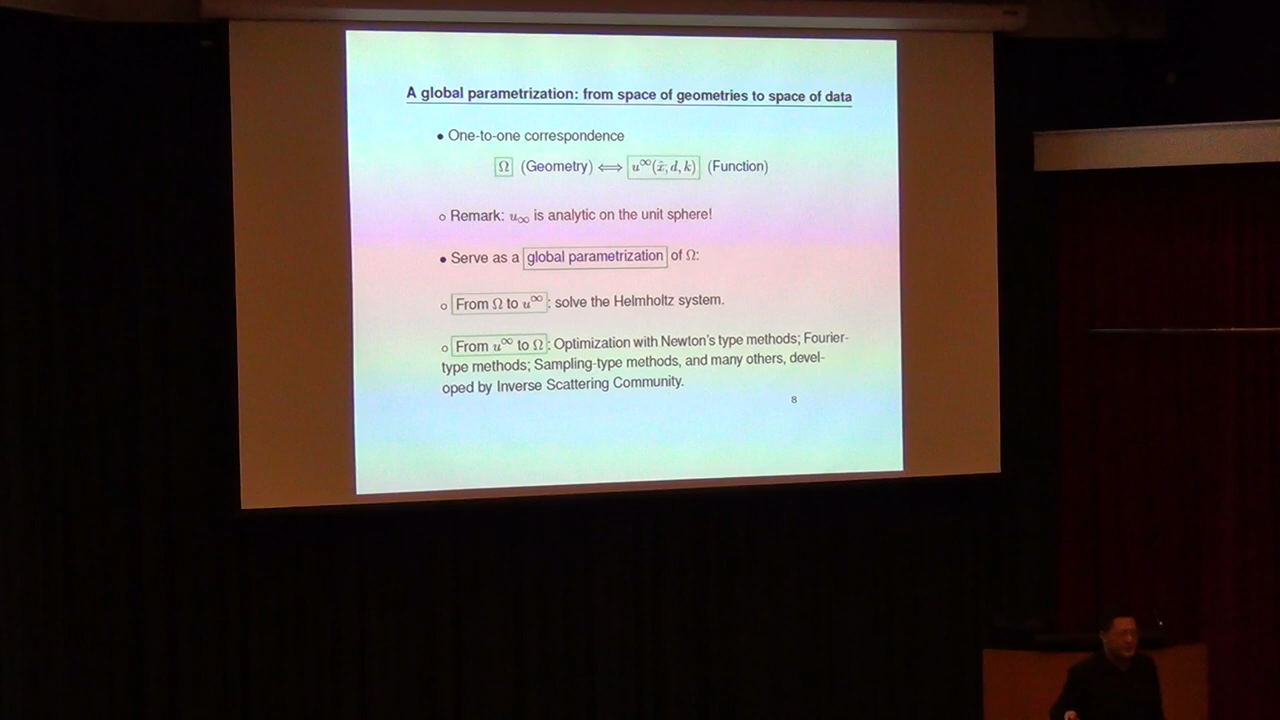 A global parametrization: from space of geometries to space of data
• One-to-one correspondence
Ω (Geometry) ⟺ u^∞(x̂, d, k) (Function)
○ Remark: u_∞ is analytic on the unit sphere!
• Serve as a global parametrization of Ω:
○ From Ω to u^∞: solve the Helmholtz system.
○ From u^∞ to Ω: Optimization with Newton's type methods; Fourier-
type methods; Sampling-type methods, and many others, devel-
oped by Inverse Scattering Community.
8